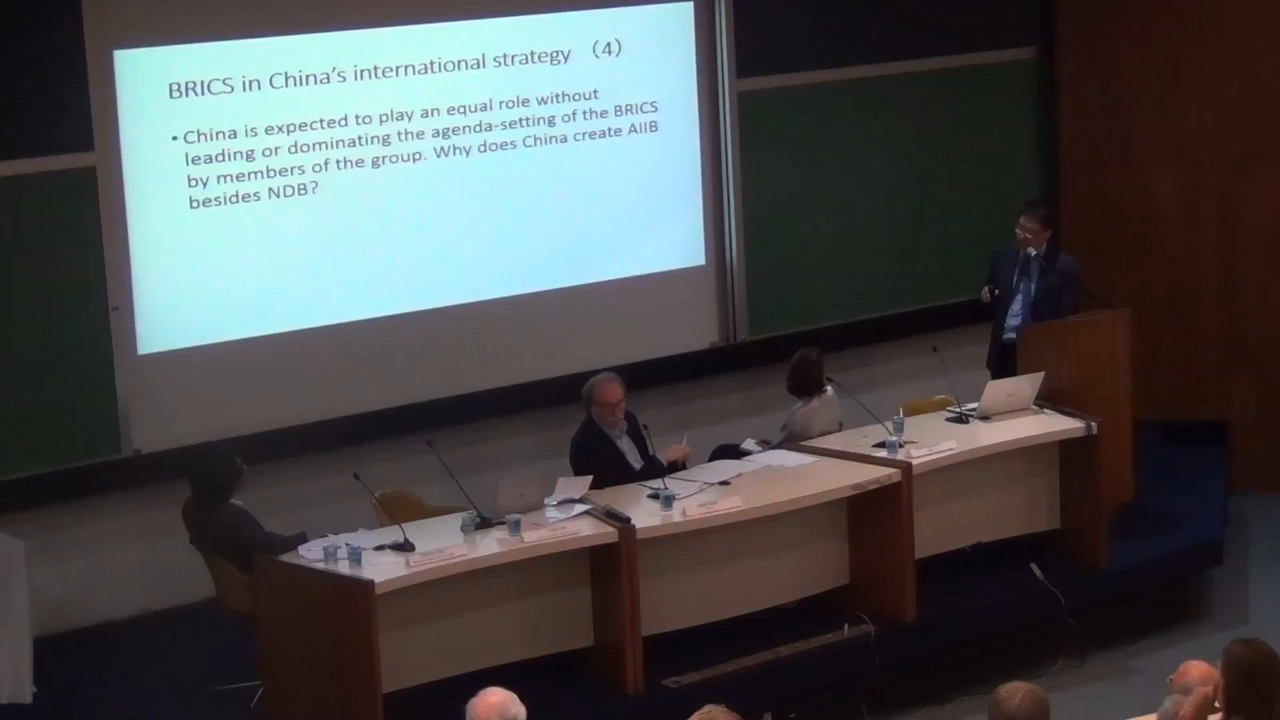 BRICS in China's international strategy （4）
• China is expected to play an equal role without
leading or dominating the agenda-setting of the BRICS
by members of the group. Why does China create AIIB
besides NDB?